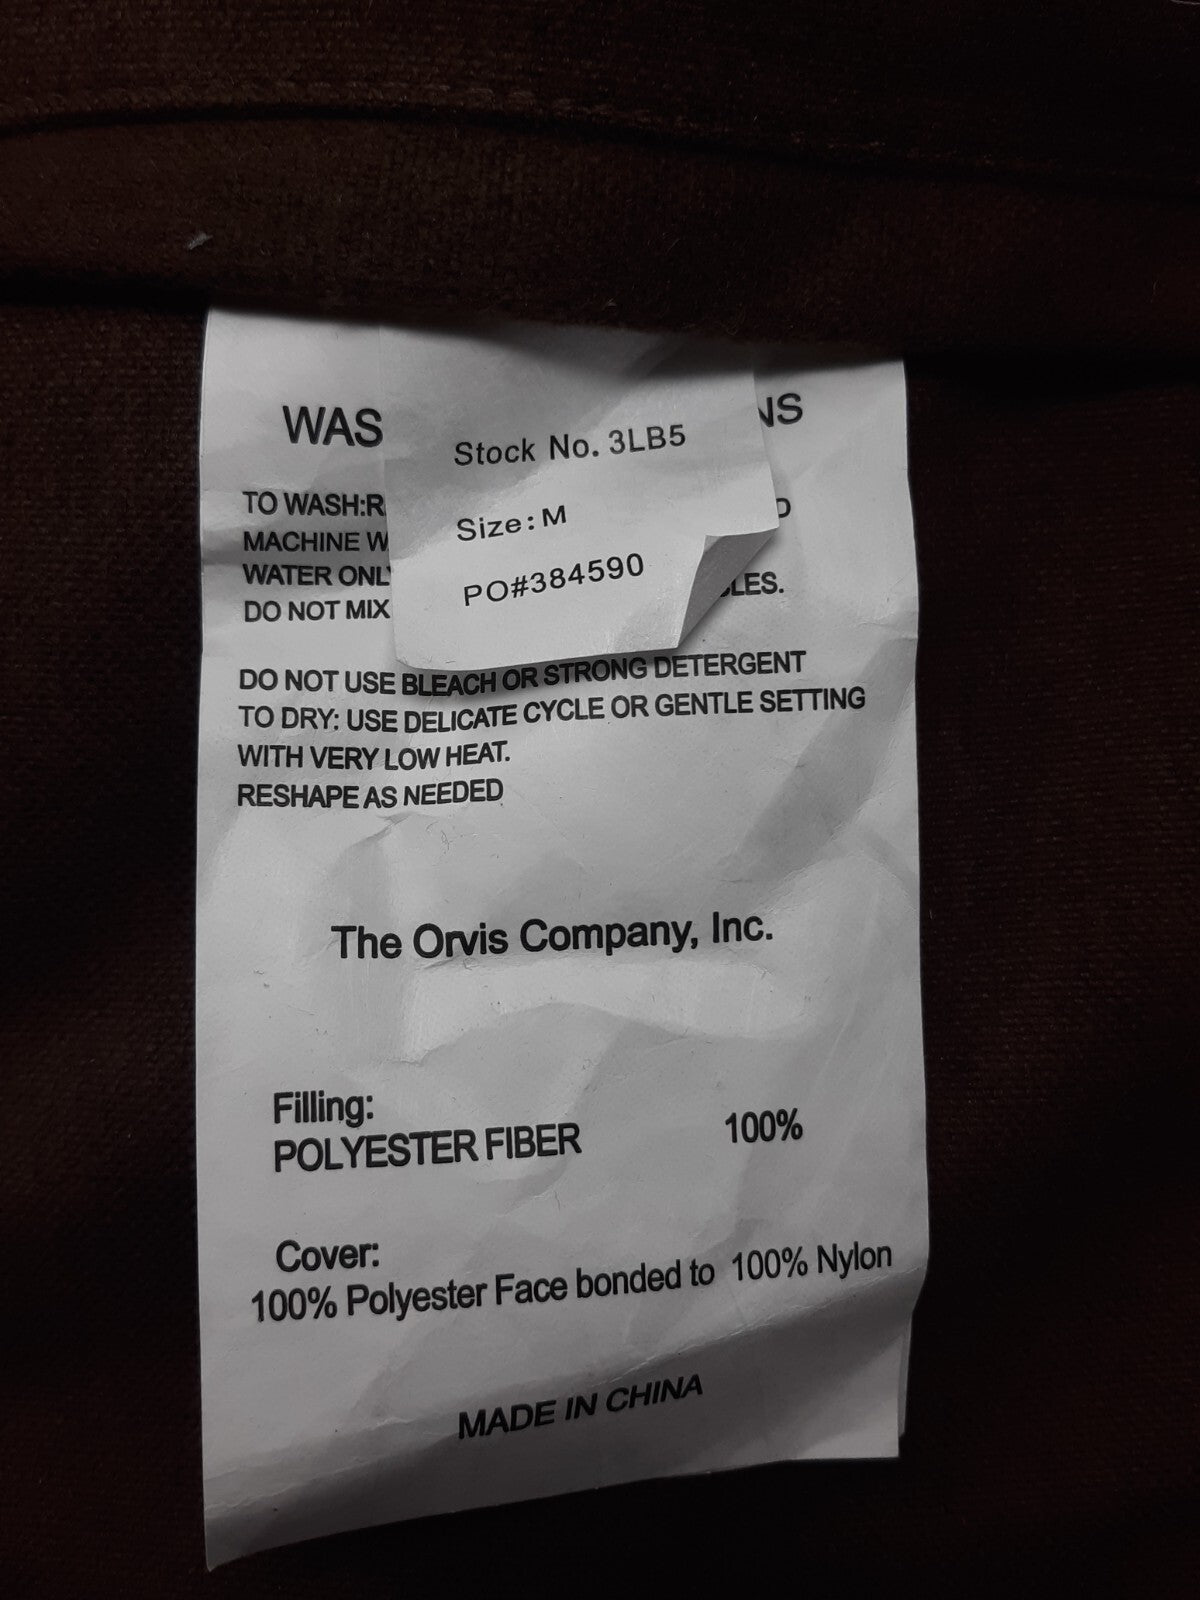 WAS
NS
Stock No. 3LB5
TO WASH:R
MACHINE W
Size: M
WATER ONL
DO NOT MIX
PO#384590
LES.
DO NOT USE BLEACH OR STRONG DETERGENT
TO DRY: USE DELICATE CYCLE OR GENTLE SETTING
WITH VERY LOW HEAT.
RESHAPE AS NEEDED
The Orvis Company, Inc.
Filling:
POLYESTER FIBER 100%
Cover:
100% Polyester Face bonded to 100% Nylon
MADE IN CHINA